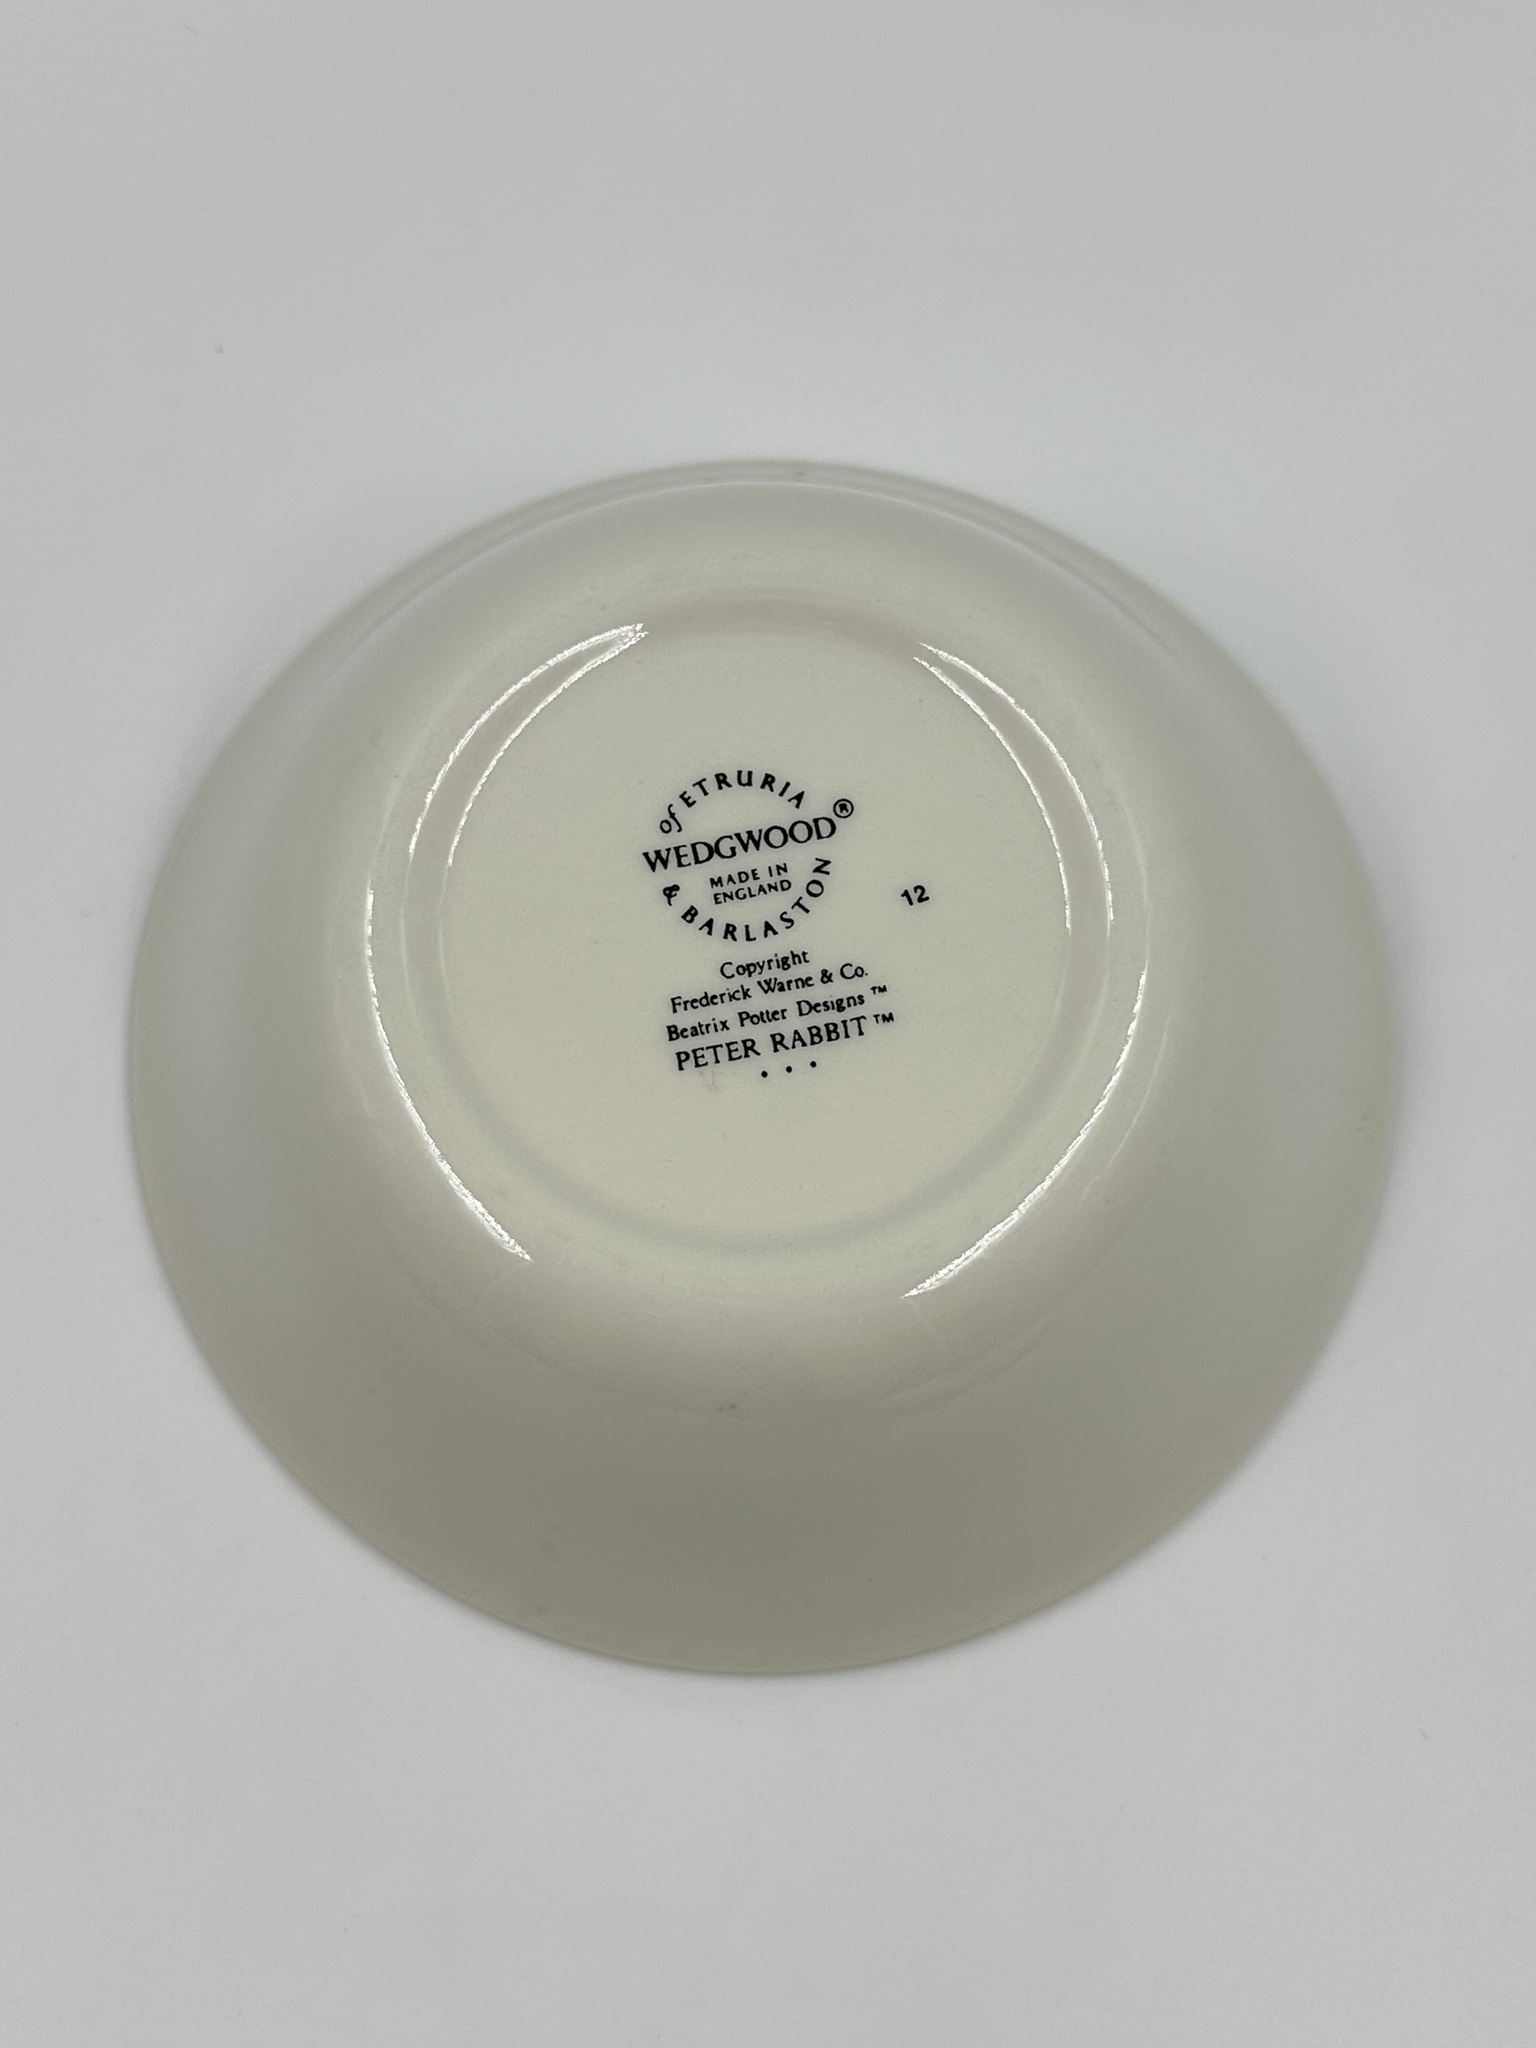 of ETRURIA
WEDGWOOD®
MADE IN
ENGLAND
& BARLASTON
12
Copyright
Frederick Warne & Co.
Beatrix Potter Designs™
PETER RABBIT™